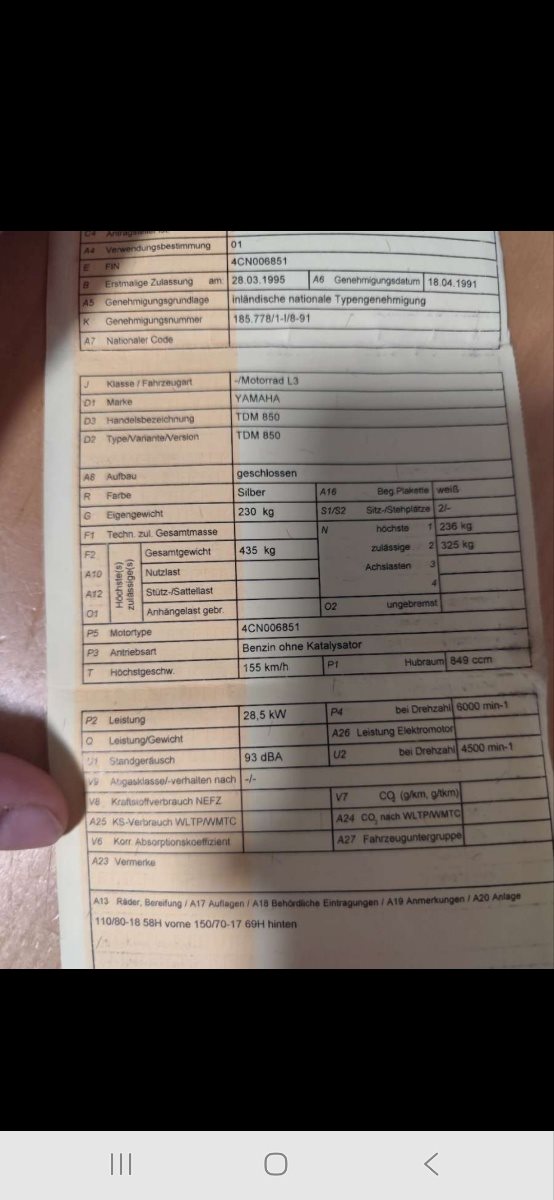 C4 Antragsteller ist
A4 Verwendungsbestimmung 01
E FIN 4CN006851
B Erstmalige Zulassung am 28.03.1995 A6 Genehmigungsdatum 18.04.1991
A5 Genehmigungsgrundlage inländische nationale Typengenehmigung
K Genehmigungsnummer 185.778/1-I/8-91
A7 Nationaler Code
J Klasse / Fahrzeugart -/Motorrad L3
D1 Marke YAMAHA
D3 Handelsbezeichnung TDM 850
D2 Type/Variante/Version TDM 850
A8 Aufbau geschlossen
R Farbe Silber A16 Beg.Plakette weiß
G Eigengewicht 230 kg S1/S2 Sitz-/Stehplätze 2/-
F1 Techn. zul. Gesamtmasse N höchste 1 236 kg
F2 Höchste(s) zulässige(s) Gesamtgewicht 435 kg zulässige 2 325 kg
A10 Nutzlast Achslasten 3
A12 Stütz-/Sattellast 4
O1 Anhängelast gebr. O2 ungebremst
P5 Motortype 4CN006851
P3 Antriebsart Benzin ohne Katalysator
T Höchstgeschw. 155 km/h P1 Hubraum 849 ccm
P2 Leistung 28,5 kW P4 bei Drehzahl 6000 min-1
Q Leistung/Gewicht A26 Leistung Elektromotor
U1 Standgeräusch 93 dBA U2 bei Drehzahl 4500 min-1
V9 Abgasklasse/-verhalten nach -/-
V8 Kraftstoffverbrauch NEFZ V7 CO2 (g/km, g/tkm)
A25 KS-Verbrauch WLTP/WMTC A24 CO2 nach WLTP/WMTC
V6 Korr Absorptionskoeffizient A27 Fahrzeuguntergruppe
A23 Vermerke
A13 Räder, Bereifung / A17 Auflagen / A18 Behördliche Eintragungen / A19 Anmerkungen / A20 Anlage
110/80-18 58H vorne 150/70-17 69H hinten